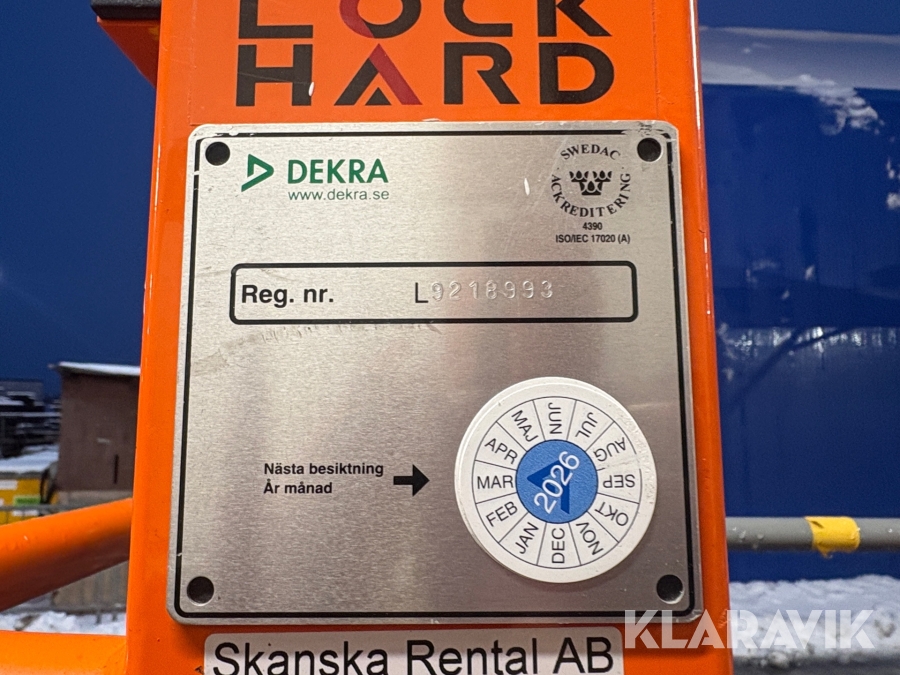 LOCK
HARD
DEKRA
www.dekra.se
SWEDAC
ACKREDITERING
4390
ISO/IEC 17020 (A)
Reg. nr. L9218993
Nästa besiktning
År månad
JAN FEB MAR APR MAJ JUN JUL AUG SEP OKT NOV DEC
2026
Skanska Rental AB
KLARAVIK